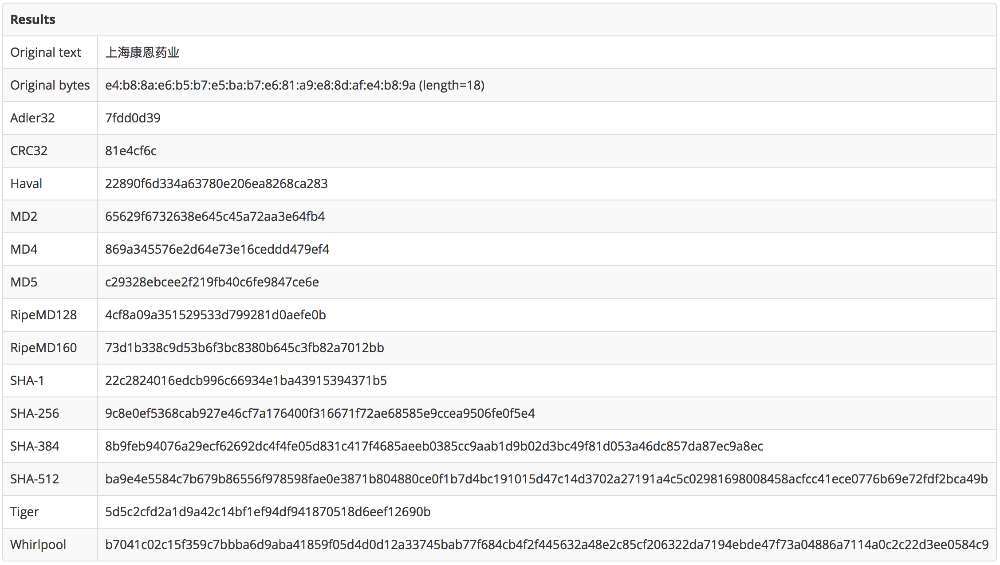 Results
Original text 上海康恩药业
Original bytes e4:b8:8a:e6:b5:b7:e5:ba:b7:e6:81:a9:e8:8d:af:e4:b8:9a (length=18)
Adler32 7fdd0d39
CRC32 81e4cf6c
Haval 22890f6d334a63780e206ea8268ca283
MD2 65629f6732638e645c45a72aa3e64fb4
MD4 869a345576e2d64e73e16ceddd479ef4
MD5 c29328ebcee2f219fb40c6fe9847ce6e
RipeMD128 4cf8a09a351529533d799281d0aefe0b
RipeMD160 73d1b338c9d53b6f3bc8380b645c3fb82a7012bb
SHA-1 22c2824016edcb996c66934e1ba43915394371b5
SHA-256 9c8e0ef5368cab927e46cf7a176400f316671f72ae68585e9ccea9506fe0f5e4
SHA-384 8b9feb94076a29ecf62692dc4f4fe05d831c417f4685aeeb0385cc9aab1d9b02d3bc49f81d053a46dc857da87ec9a8ec
SHA-512 ba9e4e5584c7b679b86556f978598fae0e3871b804880ce0f1b7d4bc191015d47c14d3702a27191a4c5c02981698008458acfcc41ece0776b69e72fdf2bca49b
Tiger 5d5c2cfd2a1d9a42c14bf1ef94df941870518d6eef12690b
Whirlpool b7041c02c15f359c7bbba6d9aba41859f05d4d0d12a33745bab77f684cb4f2f445632a48e2c85cf206322da7194ebde47f73a04886a7114a0c2c22d3ee0584c9